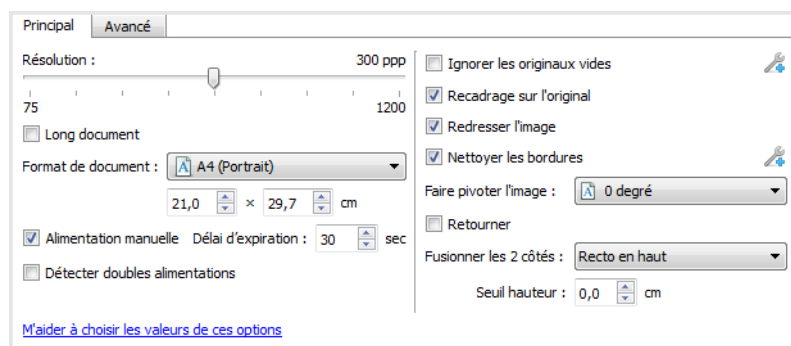 Principal Avancé
Résolution : 300 ppp
75 1200
Long document
Format de document : A4 (Portrait)
21,0 × 29,7 cm
Alimentation manuelle Délai d'expiration : 30 sec
Détecter doubles alimentations
M'aider à choisir les valeurs de ces options
Ignorer les originaux vides
Recadrage sur l'original
Redresser l'image
Nettoyer les bordures
Faire pivoter l'image : 0 degré
Retourner
Fusionner les 2 côtés : Recto en haut
Seuil hauteur : 0,0 cm